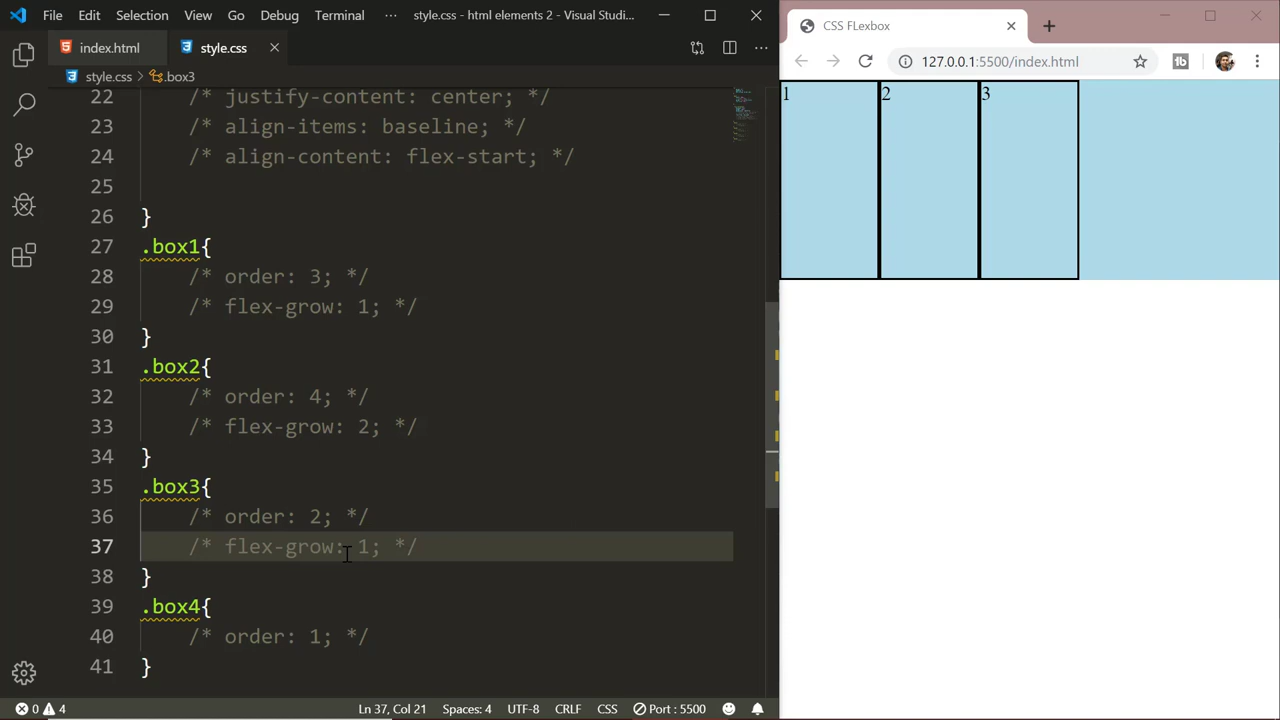 File Edit Selection View Go Debug Terminal ··· style.css - html elements 2 - Visual Studi...
index.html style.css
style.css > .box3
22 /* justify-content: center; */
23 /* align-items: baseline; */
24 /* align-content: flex-start; */
25
26 }
27 .box1{
28 /* order: 3; */
29 /* flex-grow: 1; */
30 }
31 .box2{
32 /* order: 4; */
33 /* flex-grow: 2; */
34 }
35 .box3{
36 /* order: 2; */
37 /* flex-grow: 1; */
38 }
39 .box4{
40 /* order: 1; */
41 }
0 4 Ln 37, Col 21 Spaces: 4 UTF-8 CRLF CSS Port : 5500
CSS FLexbox
127.0.0.1:5500/index.html
1 2 3